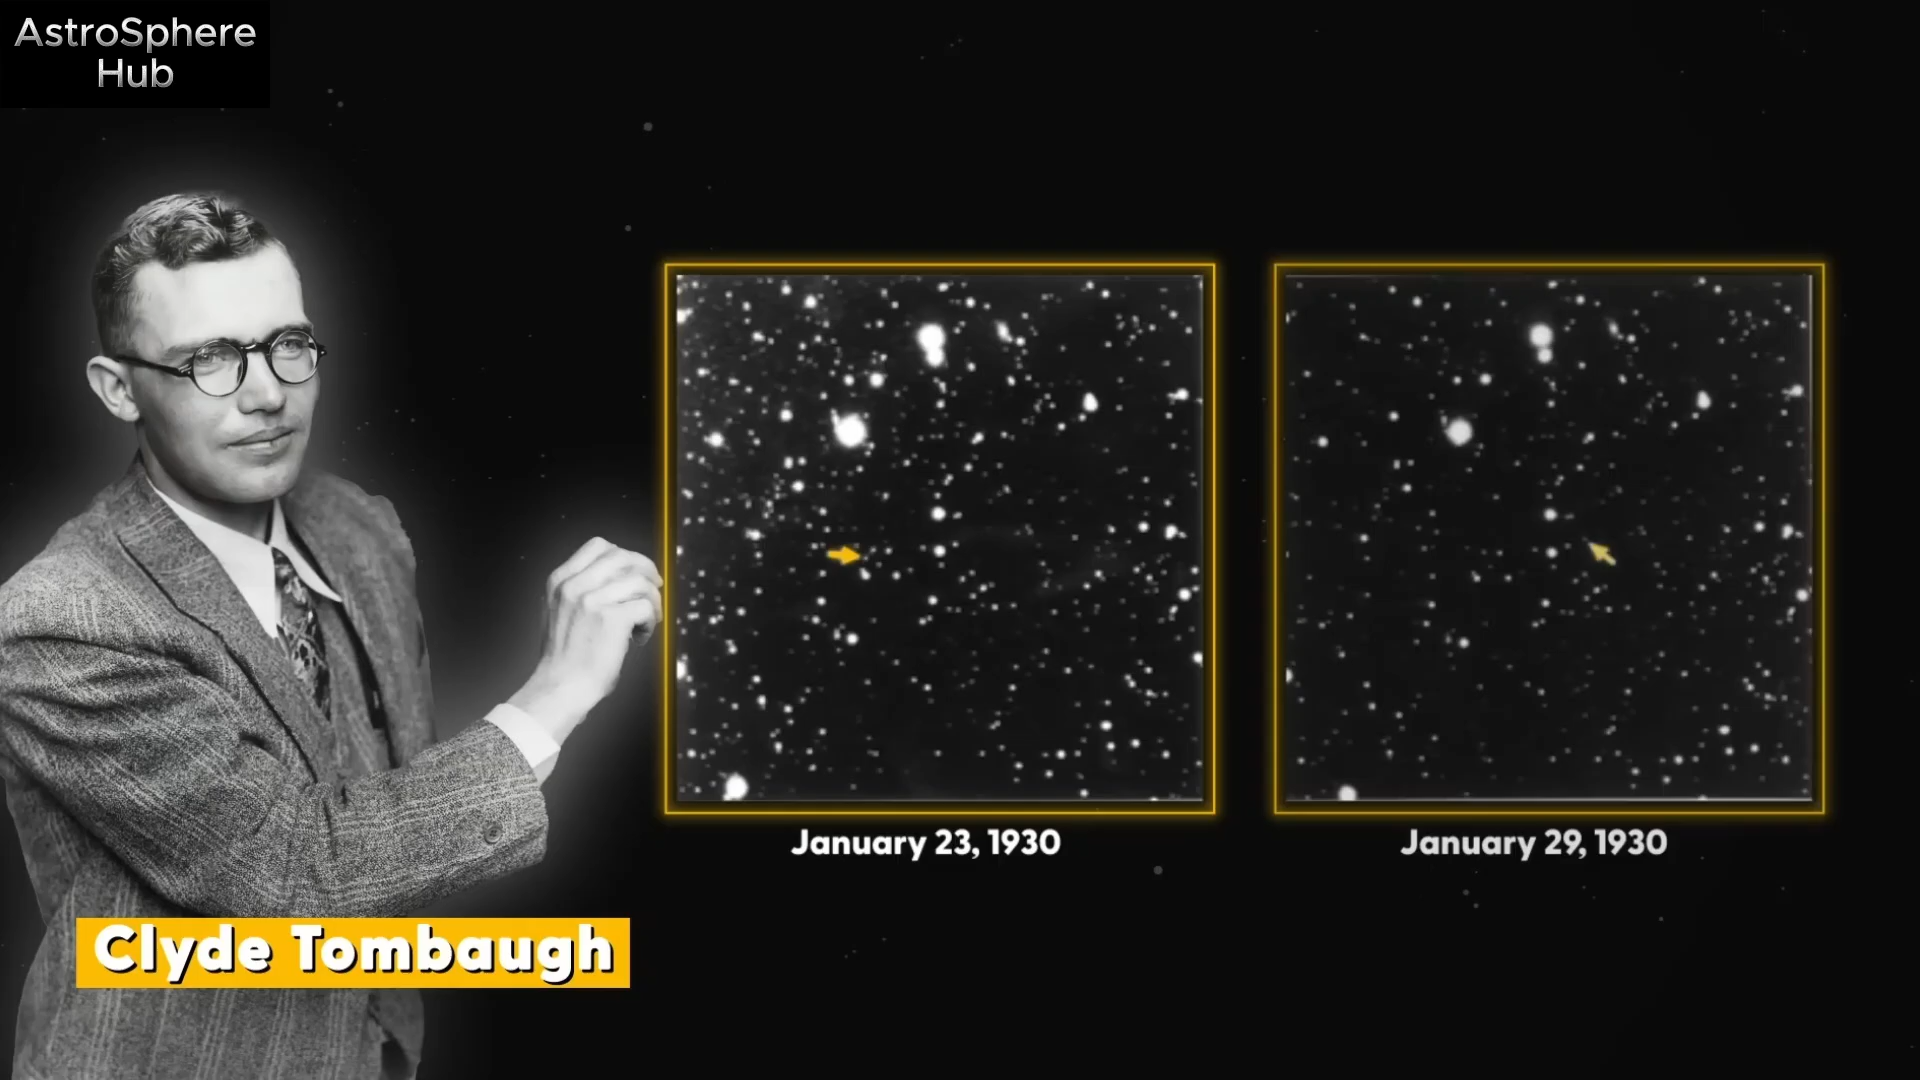 AstroSphere
Hub
January 23, 1930
January 29, 1930
Clyde Tombaugh